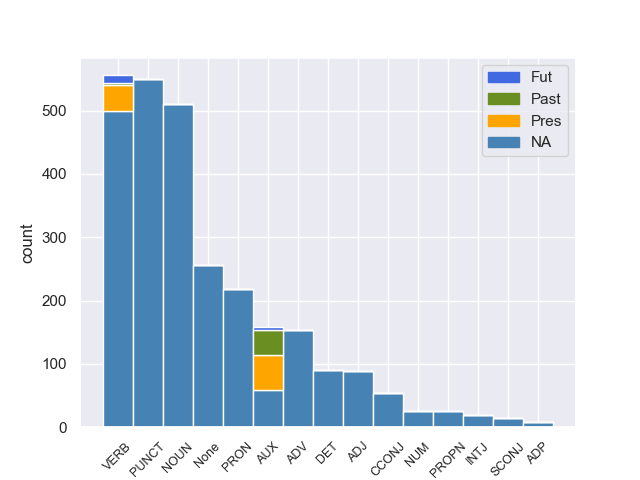 Fut
Past
Pres
NA
count
500
400
300
200
100
0
VERB
PUNCT
NOUN
None
PRON
AUX
ADV
DET
ADJ
CCONJ
NUM
PROPN
INTJ
SCONJ
ADP